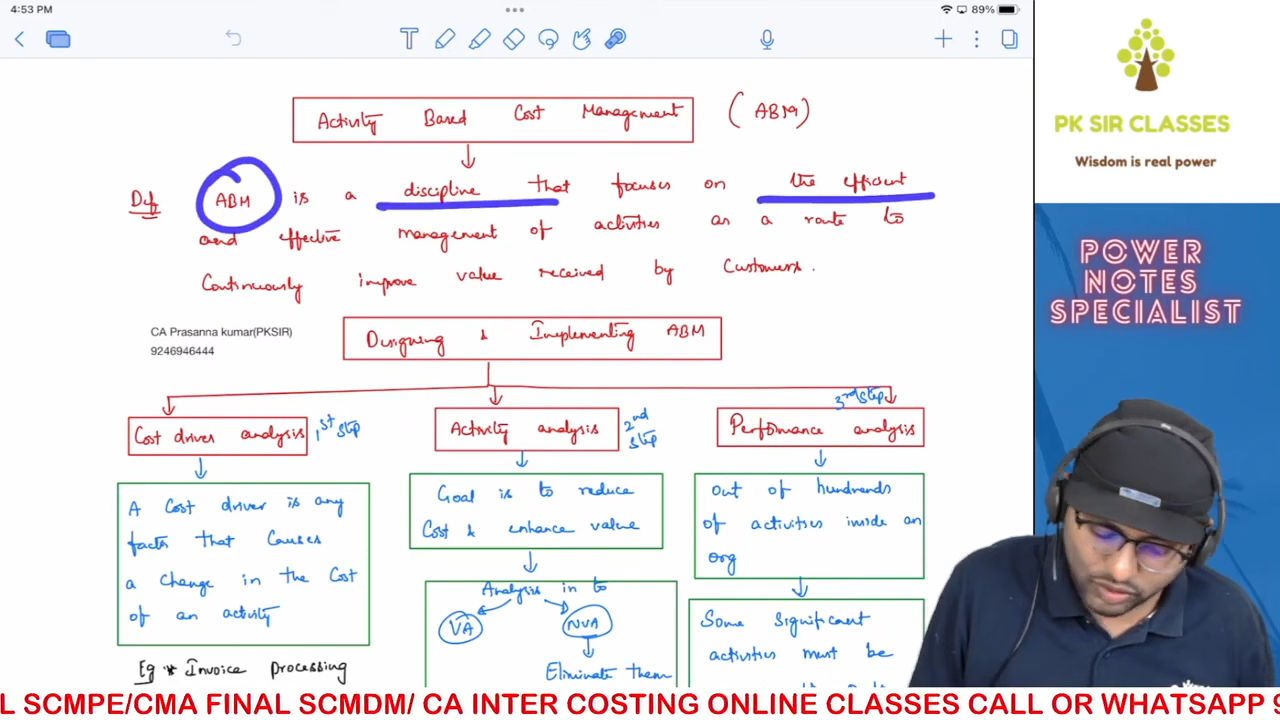 4:53 PM
89%
Activity Based Cost Management (ABM)
Def ABM is a discipline that focuses on the efficient
and effective management of activities as a route to
Continuously improve value received by Customers.
CA Prasanna kumar(PKSIR)
9246946444
Designing & Implementing ABM
Cost driver analysis 1st step
A Cost driver is any
factor that Causes
a change in the Cost
of an activity
Eg * Invoice processing
Activity analysis 2nd step
Goal is to reduce
Cost & enhance value
Analysis in to
VA NVA
Eliminate them
3rd step
Perfomance analysis
Out of hundrends
of activities inside an
org
Some significant
activities must be
PK SIR CLASSES
Wisdom is real power
POWER
NOTES
SPECIALIST
L SCMPE/CMA FINAL SCMDM/ CA INTER COSTING ONLINE CLASSES CALL OR WHATSAPP